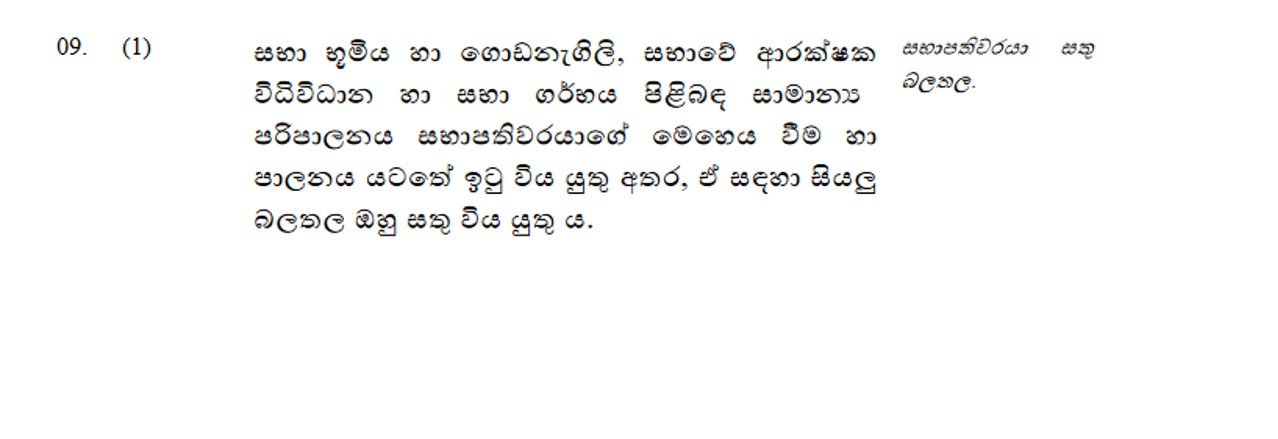 09. (1) සභා භූමිය හා ගොඩනැගිලි, සභාවේ ආරක්ෂක
විධිවිධාන හා සභා ගර්භය පිළිබඳ සාමාන්‍ය
පරිපාලනය සභාපතිවරයාගේ මෙහෙය වීම හා
පාලනය යටතේ ඉටු විය යුතු අතර, ඒ සඳහා සියලු
බලතල ඔහු සතු විය යුතු ය.
සභාපතිවරයා සතු
බලතල.